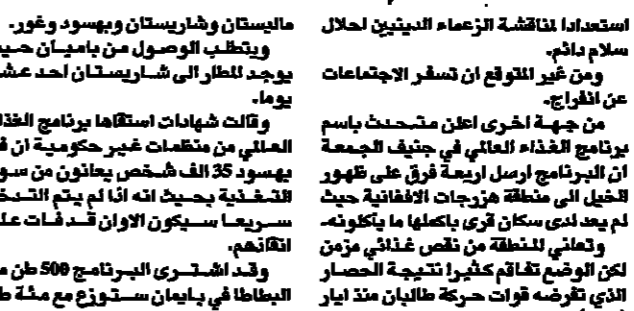 استعدادا لمناقشة الزعماء الدينيين احلال
سلام دائم.
ومن غير المتوقع ان تسفر الاجتماعات
عن انفراج.
من جهة اخرى اعلن متحدث باسم
برنامج الغذاء العالمي في جنيف الجمعة
ان البرنامج ارسل اربعة فرق على ظهور
الخيل الى منطقة هزرجات الافغانية حيث
لم يعد لدى سكان قرى باكملها ما يأكلونه.
وتعاني المنطقة من نقص غذائي مزمن
لكن الوضع تفاقم كثيرا نتيجة الحصار
الذي تفرضه قوات حركة طالبان منذ ايار
ماليستان وشاريستان وبهسود وغور.
ويتطلب الوصول من باميان حيث
يوجد المطار الى شاريستان احد عشر
يوما.
وقالت شهادات استقاها برنامج الغذاء
العالمي من منظمات غير حكومية ان في
بهسود 35 الف شخص يعانون من سوء
التغذية بحيث انه اذا لم يتم التدخل
سريعا سيكون الاوان قد فات على
انقاذهم.
وقد اشترى البرنامج 500 طن من
البطاطا في بايمان ستوزع مع مئة طن